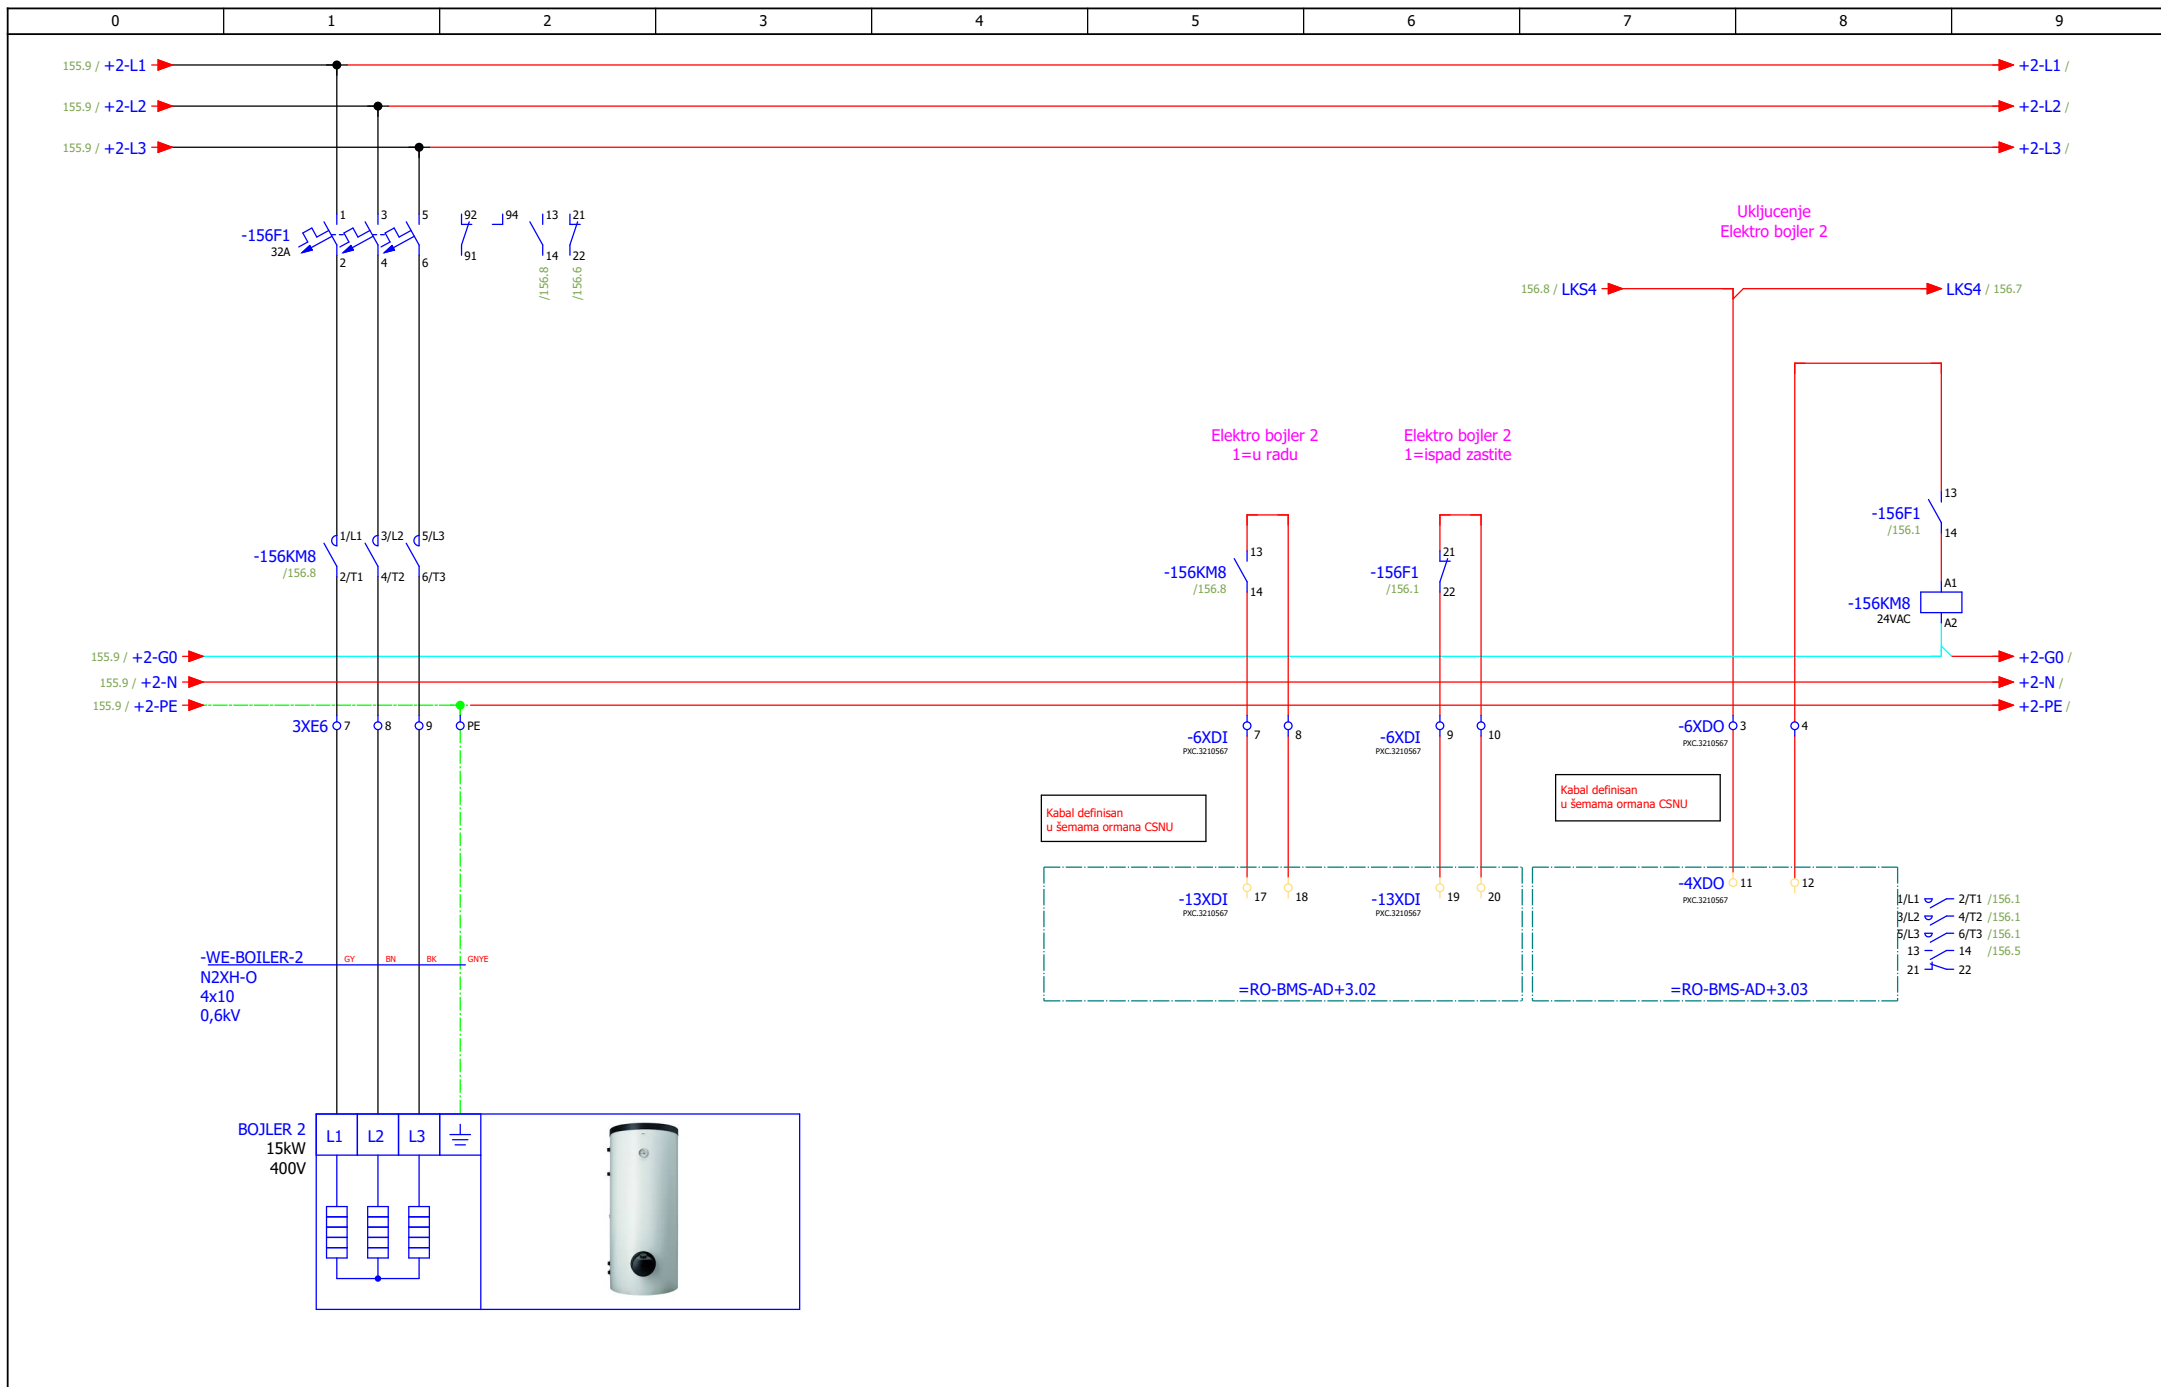 0 1 2 3 4 5 6 7 8 9
155.9 / +2-L1 +2-L1 /
155.9 / +2-L2 +2-L2 /
155.9 / +2-L3 +2-L3 /
-156F1
32A
1 3 5 92 94 13 21
2 4 6 91 14 22
/156.8 /156.6
Ukljucenje
Elektro bojler 2
156.8 / LKS4 LKS4 / 156.7
Elektro bojler 2
1=u radu
Elektro bojler 2
1=ispad zastite
-156F1
/156.1
13
14
-156KM8
/156.8
1/L1 3/L2 5/L3
2/T1 4/T2 6/T3
-156KM8
/156.8
13
14
-156F1
/156.1
21
22
-156KM8
24VAC
A1
A2
155.9 / +2-G0 +2-G0 /
155.9 / +2-N +2-N /
155.9 / +2-PE +2-PE /
3XE6 7 8 9 PE
-6XDI 7 8
PXC.3210567
-6XDI 9 10
PXC.3210567
-6XDO 3 4
PXC.3210567
Kabal definisan
u šemama ormana CSNU
Kabal definisan
u šemama ormana CSNU
-13XDI 17 18
PXC.3210567
-13XDI 19 20
PXC.3210567
-4XDO 11 12
PXC.3210567
1/L1 2/T1 /156.1
3/L2 4/T2 /156.1
5/L3 6/T3 /156.1
13 14 /156.5
21 22
=RO-BMS-AD+3.02
=RO-BMS-AD+3.03
-WE-BOILER-2 GY BN BK GNYE
N2XH-O
4x10
0,6kV
BOJLER 2
15kW
400V
L1 L2 L3